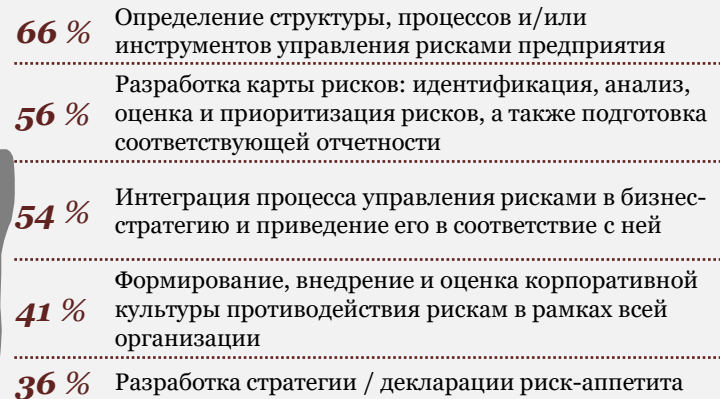 66 % Определение структуры, процессов и/или
инструментов управления рисками предприятия
Разработка карты рисков: идентификация, анализ,
56 % оценка и приоритизация рисков, а также подготовка
соответствующей отчетности
54 % Интеграция процесса управления рисками в бизнес-
стратегию и приведение его в соответствие с ней
Формирование, внедрение и оценка корпоративной
41 % культуры противодействия рискам в рамках всей
организации
36 % Разработка стратегии / декларации риск-аппетита